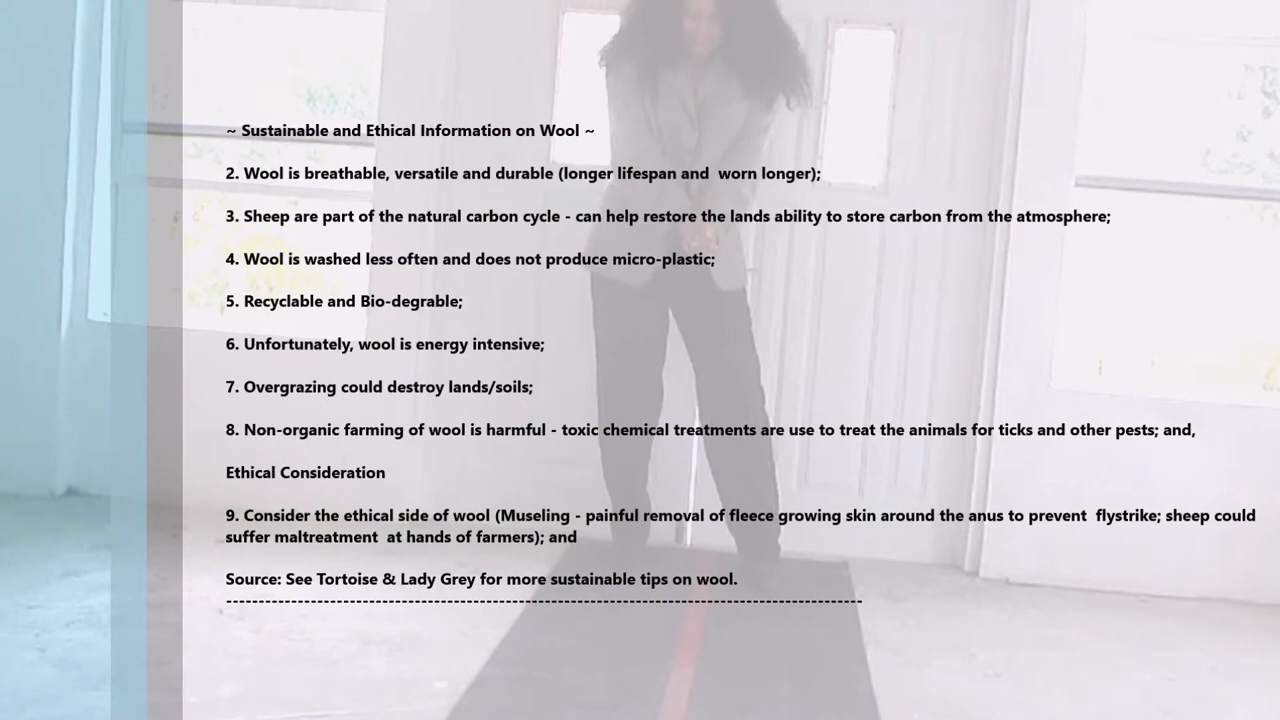 ~ Sustainable and Ethical Information on Wool ~
2. Wool is breathable, versatile and durable (longer lifespan and  worn longer);
3. Sheep are part of the natural carbon cycle - can help restore the lands ability to store carbon from the atmosphere;
4. Wool is washed less often and does not produce micro-plastic;
5. Recyclable and Bio-degrable;
6. Unfortunately, wool is energy intensive;
7. Overgrazing could destroy lands/soils;
8. Non-organic farming of wool is harmful - toxic chemical treatments are use to treat the animals for ticks and other pests; and,
Ethical Consideration
9. Consider the ethical side of wool (Museling - painful removal of fleece growing skin around the anus to prevent  flystrike; sheep could
suffer maltreatment  at hands of farmers); and
Source: See Tortoise & Lady Grey for more sustainable tips on wool.
--------------------------------------------------------------------------------------------------